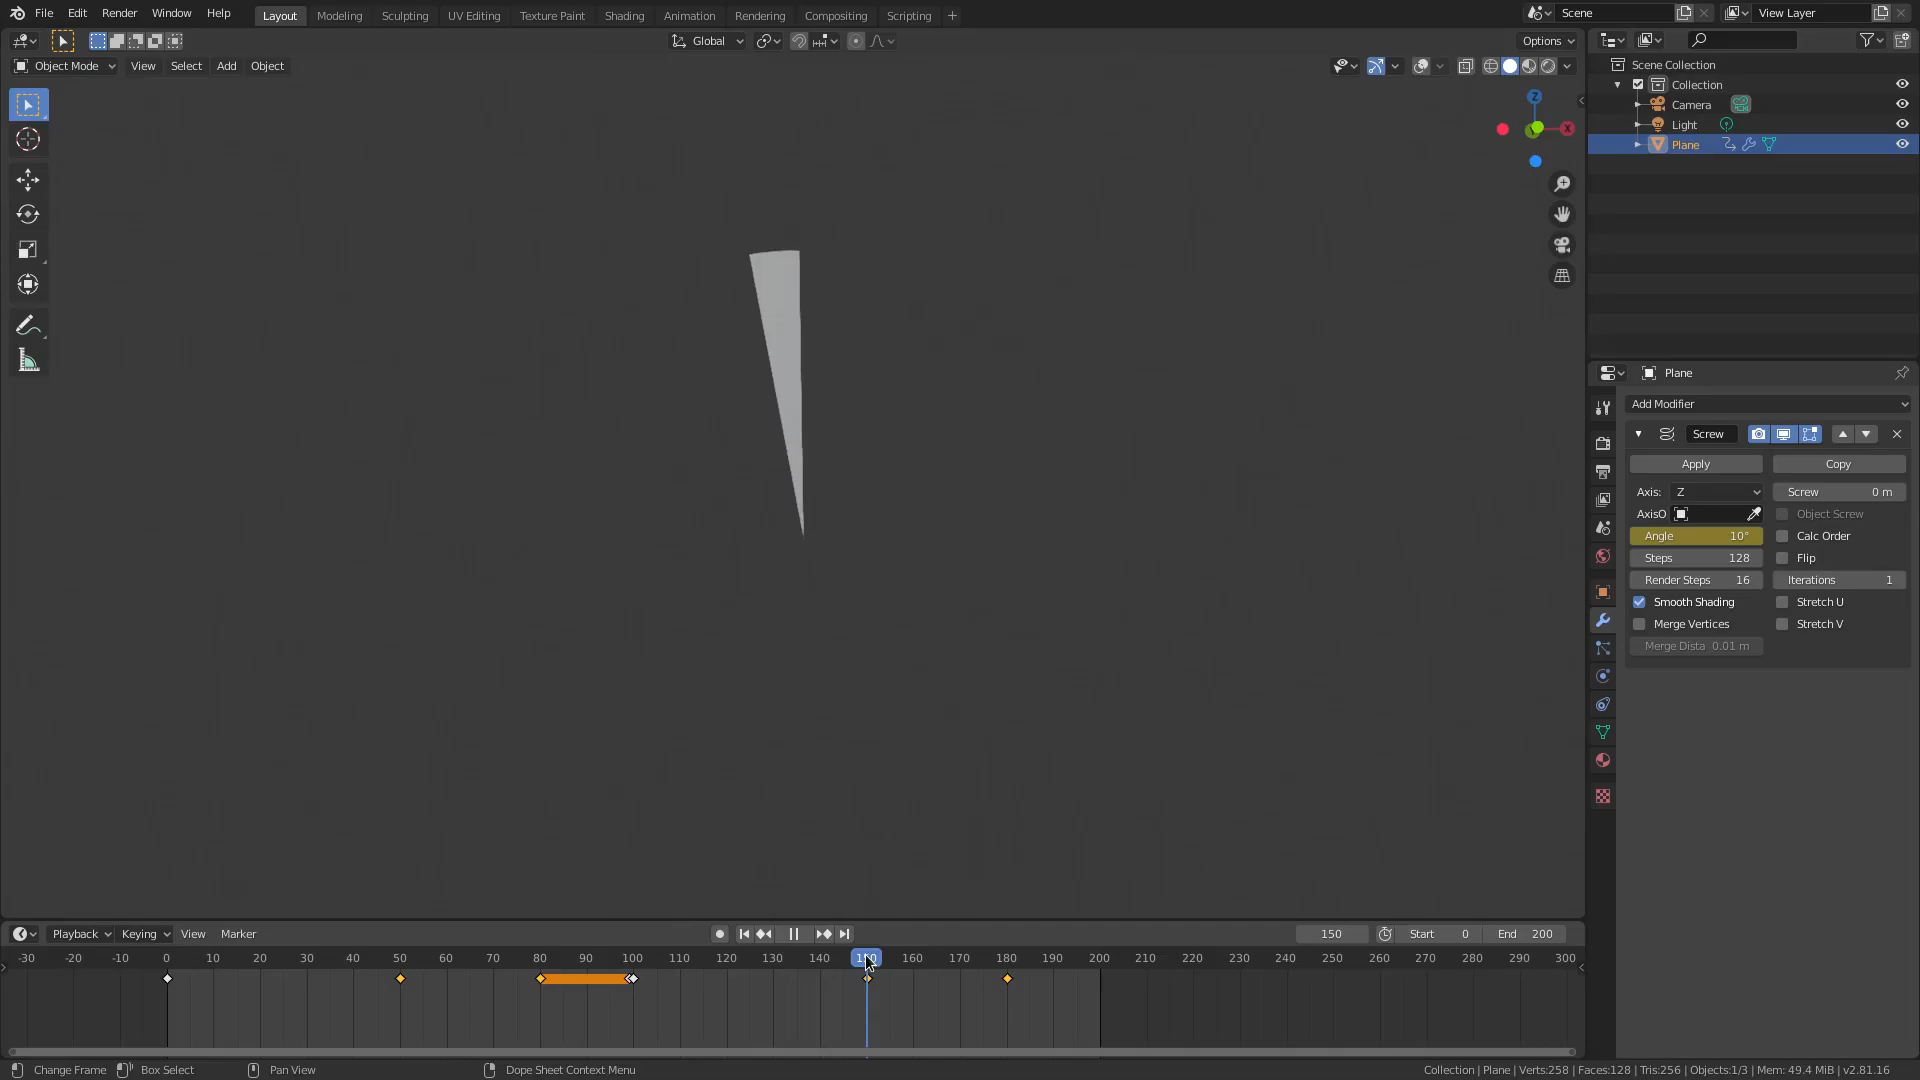 File Edit Render Window Help
Layout Modeling Sculpting UV Editing Texture Paint Shading Animation Rendering Compositing Scripting +
Scene
View Layer
Global
Options
Object Mode View Select Add Object
Z
X
Scene Collection
Collection
Camera
Light
Plane
Plane
Add Modifier
Screw
Apply Copy
Axis: Z Screw 0 m
AxisO Object Screw
Angle 10° Calc Order
Steps 128 Flip
Render Steps 16 Iterations 1
Smooth Shading Stretch U
Merge Vertices Stretch V
Merge Dista 0.01 m
Playback Keying View Marker
150 Start 0 End 200
-30 -20 -10 0 10 20 30 40 50 60 70 80 90 100 110 120 130 140 150 160 170 180 190 200 210 220 230 240 250 260 270 280 290 300
Change Frame Box Select Pan View Dope Sheet Context Menu
Collection | Plane | Verts:258 | Faces:128 | Tris:256 | Objects:1/3 | Mem: 49.4 MiB | v2.81.16